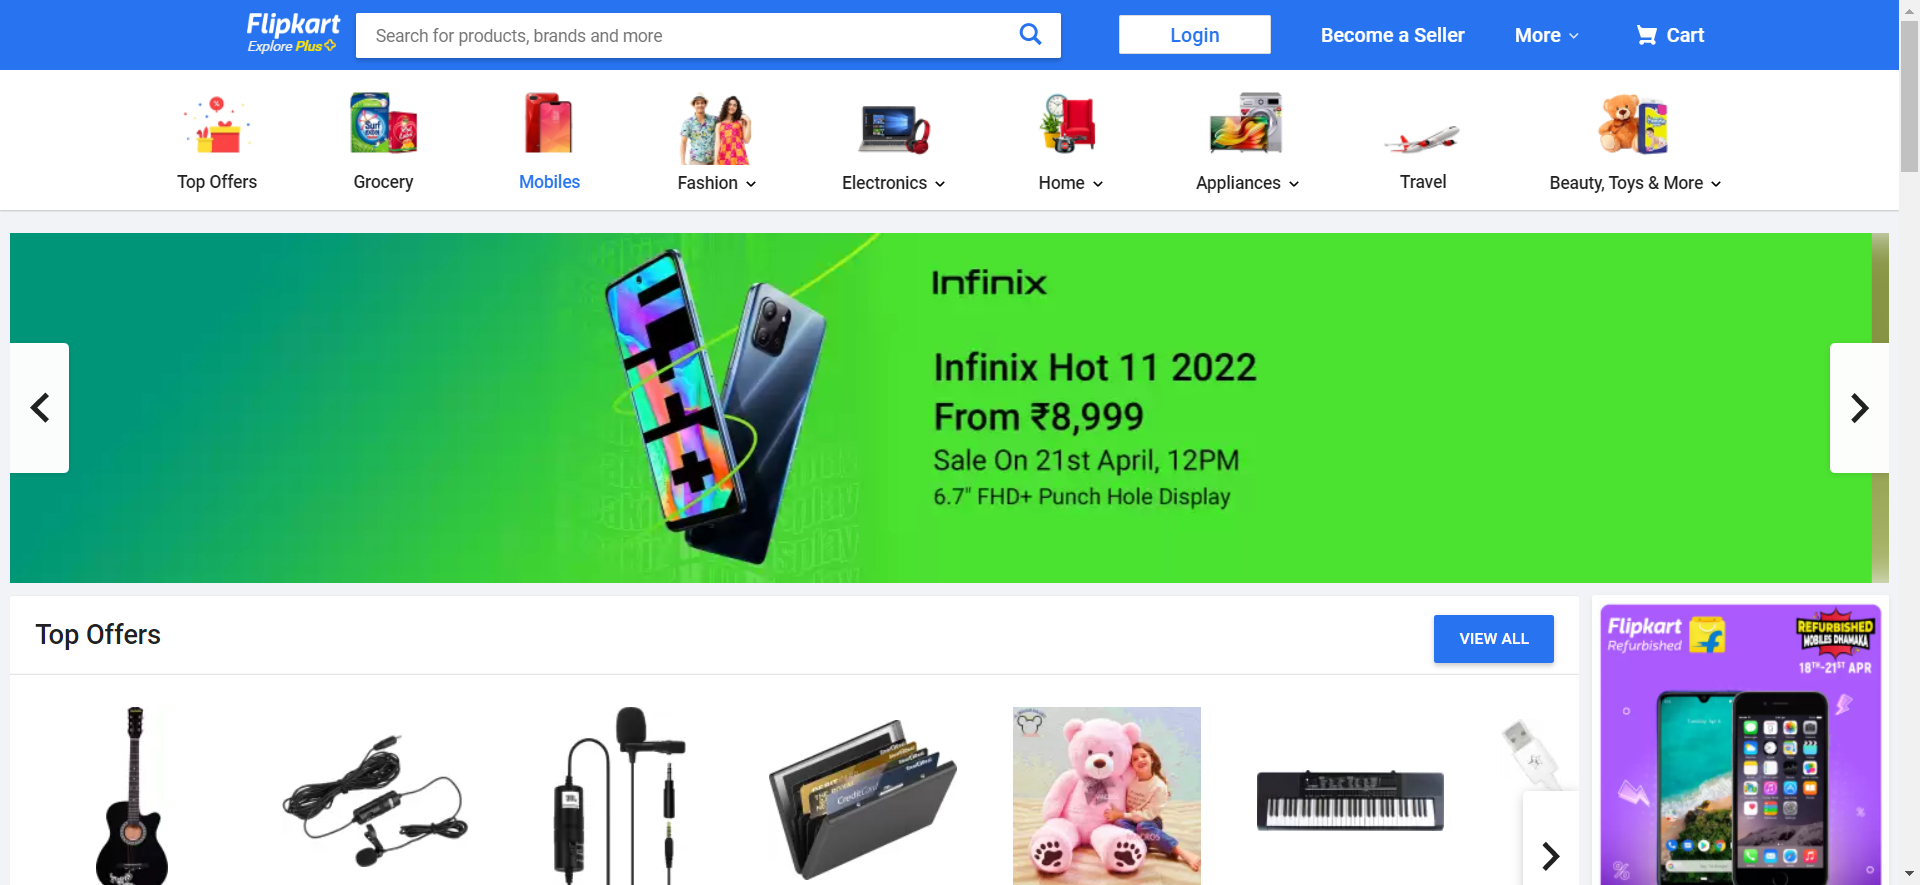 Flipkart
Explore Plus
Search for products, brands and more
Login
Become a Seller
More
Cart
Top Offers
Grocery
Mobiles
Fashion
Electronics
Home
Appliances
Travel
Beauty, Toys & More
Infinix
Infinix Hot 11 2022
From ₹8,999
Sale On 21st April, 12PM
6.7" FHD+ Punch Hole Display
Top Offers
VIEW ALL
Flipkart
Refurbished
REFURBISHED
MOBILES DHAMAKA
18TH-21ST APR
Surf
excel